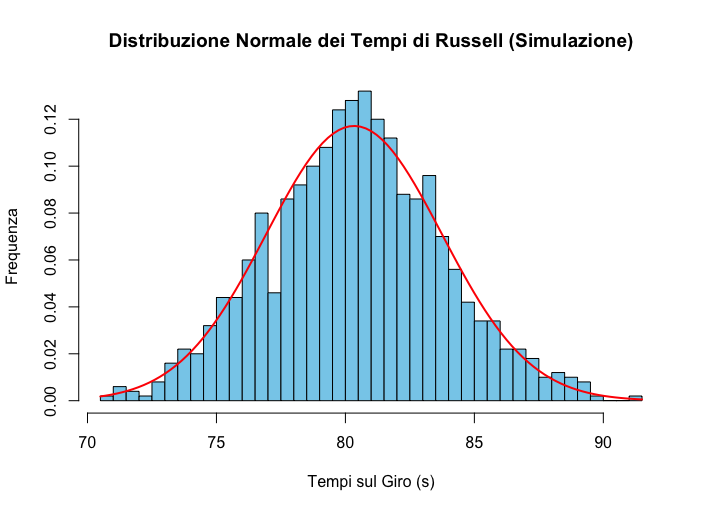 Distribuzione Normale dei Tempi di Russell (Simulazione)
Frequenza
0.12
0.10
0.08
0.06
0.04
0.02
0.00
70 75 80 85 90
Tempi sul Giro (s)